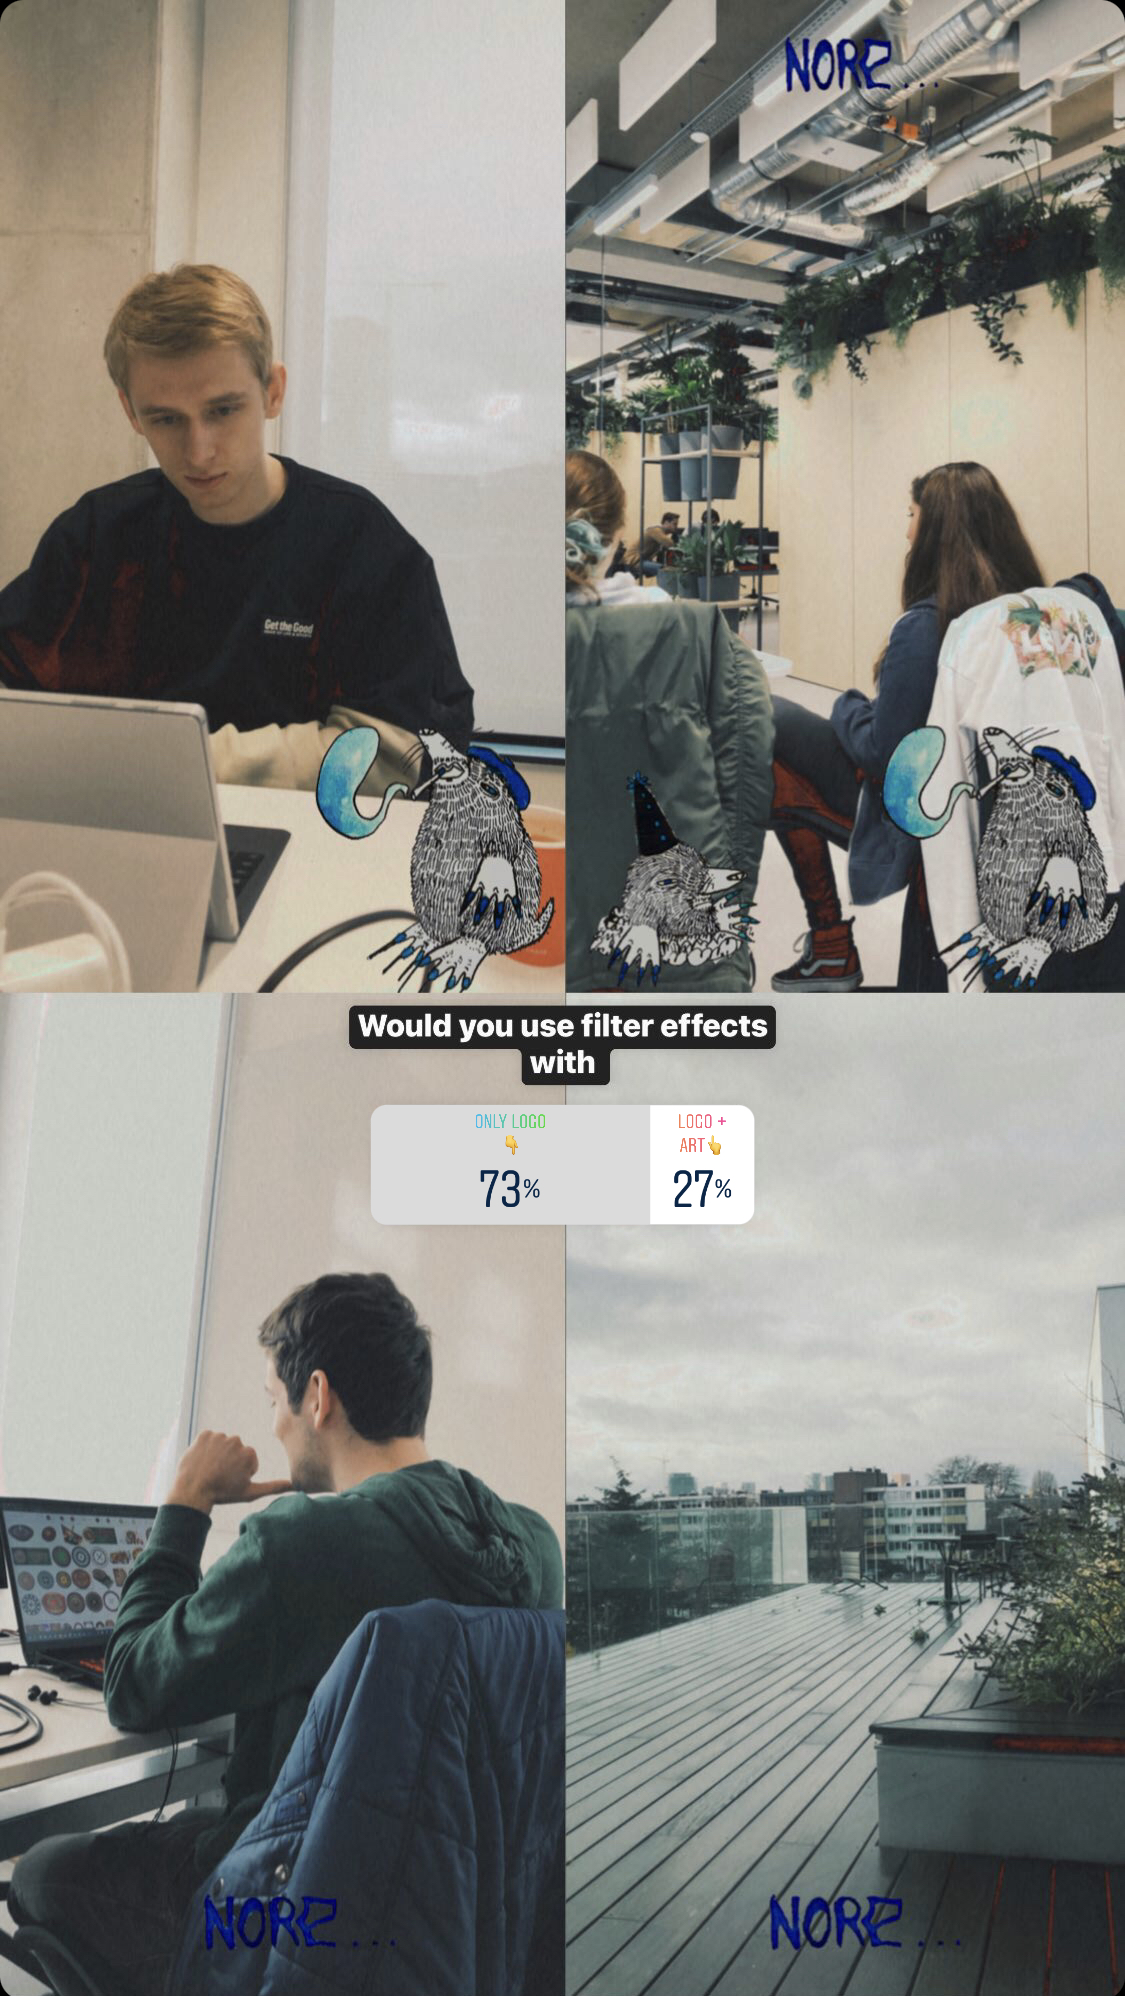 NORE...
Get the Good
Would you use filter effects
with
ONLY LOGO
👇
73%
LOGO +
ART👆
27%
NORE...
NORE...